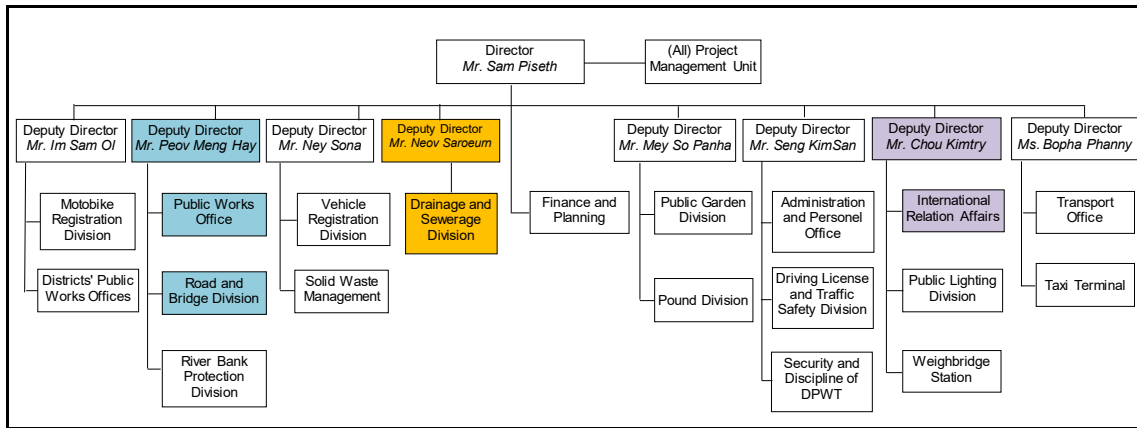 Director
Mr. Sam Piseth
(All) Project
Management Unit
Deputy Director
Mr. Im Sam Ol
Deputy Director
Mr. Peov Meng Hay
Deputy Director
Mr. Ney Sona
Deputy Director
Mr. Neov Saroeum
Deputy Director
Mr. Mey So Panha
Deputy Director
Mr. Seng KimSan
Deputy Director
Mr. Chou Kimtry
Deputy Director
Ms. Bopha Phanny
Motobike
Registration
Division
Public Works
Office
Vehicle
Registration
Division
Drainage and
Sewerage
Division
Finance and
Planning
Public Garden
Division
Administration
and Personel
Office
International
Relation Affairs
Transport
Office
Districts' Public
Works Offices
Road and
Bridge Division
Solid Waste
Management
Pound Division
Driving License
and Traffic
Safety Division
Public Lighting
Division
Taxi Terminal
River Bank
Protection
Division
Security and
Discipline of
DPWT
Weighbridge
Station